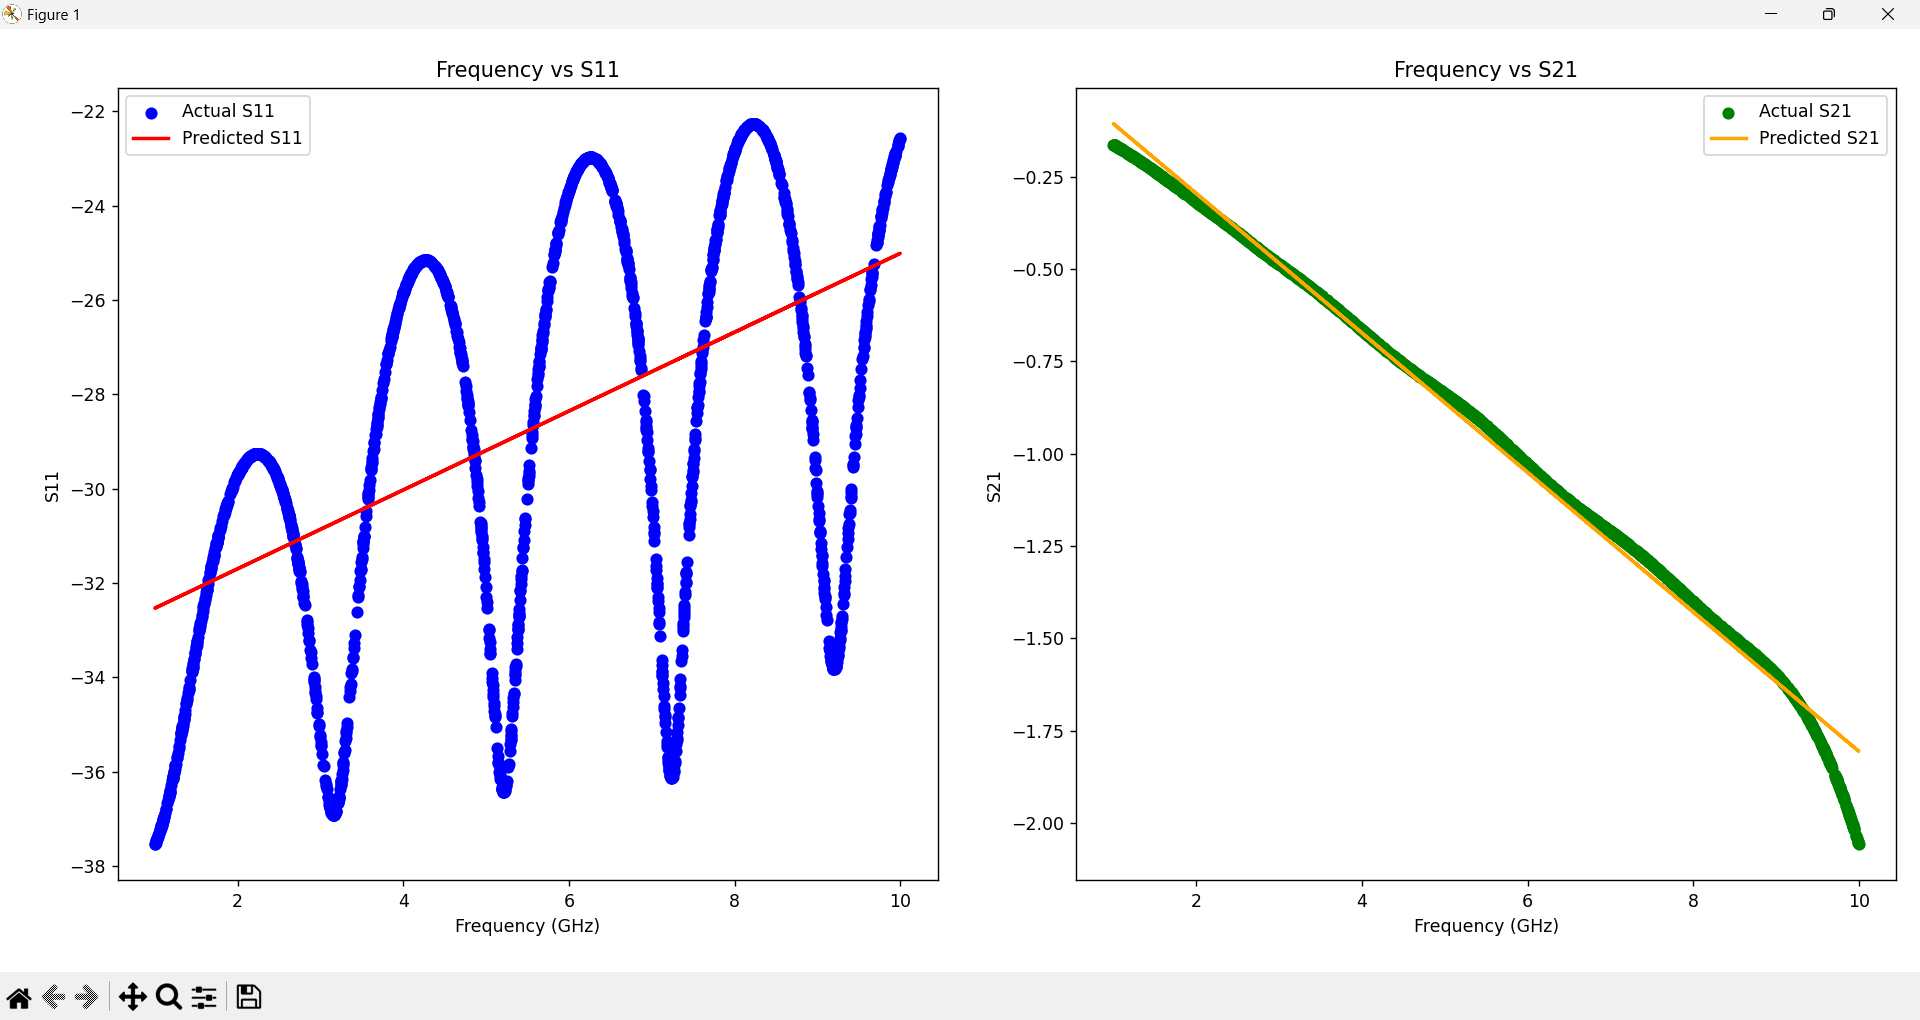 Figure 1
Frequency vs S11
Actual S11
Predicted S11
−22
−24
−26
−28
−30
−32
−34
−36
−38
S11
2
4
6
8
10
Frequency (GHz)
Frequency vs S21
Actual S21
Predicted S21
−0.25
−0.50
−0.75
−1.00
−1.25
−1.50
−1.75
−2.00
S21
2
4
6
8
10
Frequency (GHz)